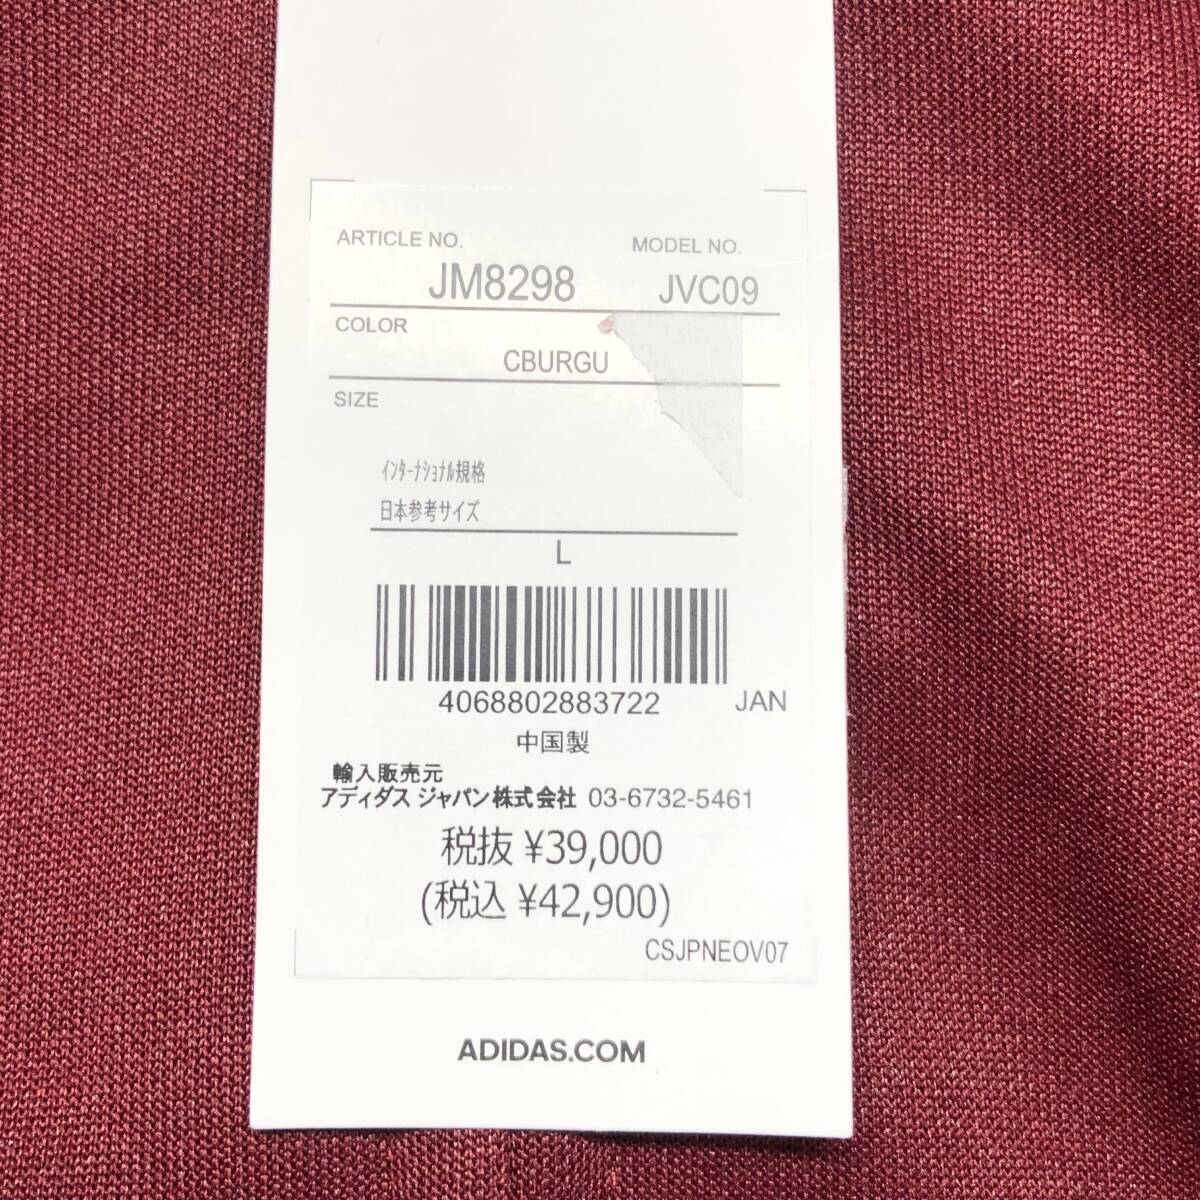 ARTICLE NO. MODEL NO.
JM8298 JVC09
COLOR
CBURGU
SIZE
ｲﾝﾀｰﾅｼｮﾅﾙ規格
日本参考サイズ
L
4068802883722 JAN
中国製
輸入販売元
アディダス ジャパン株式会社 03-6732-5461
税抜 ¥39,000
(税込 ¥42,900)
CSJPNEOV07
ADIDAS.COM